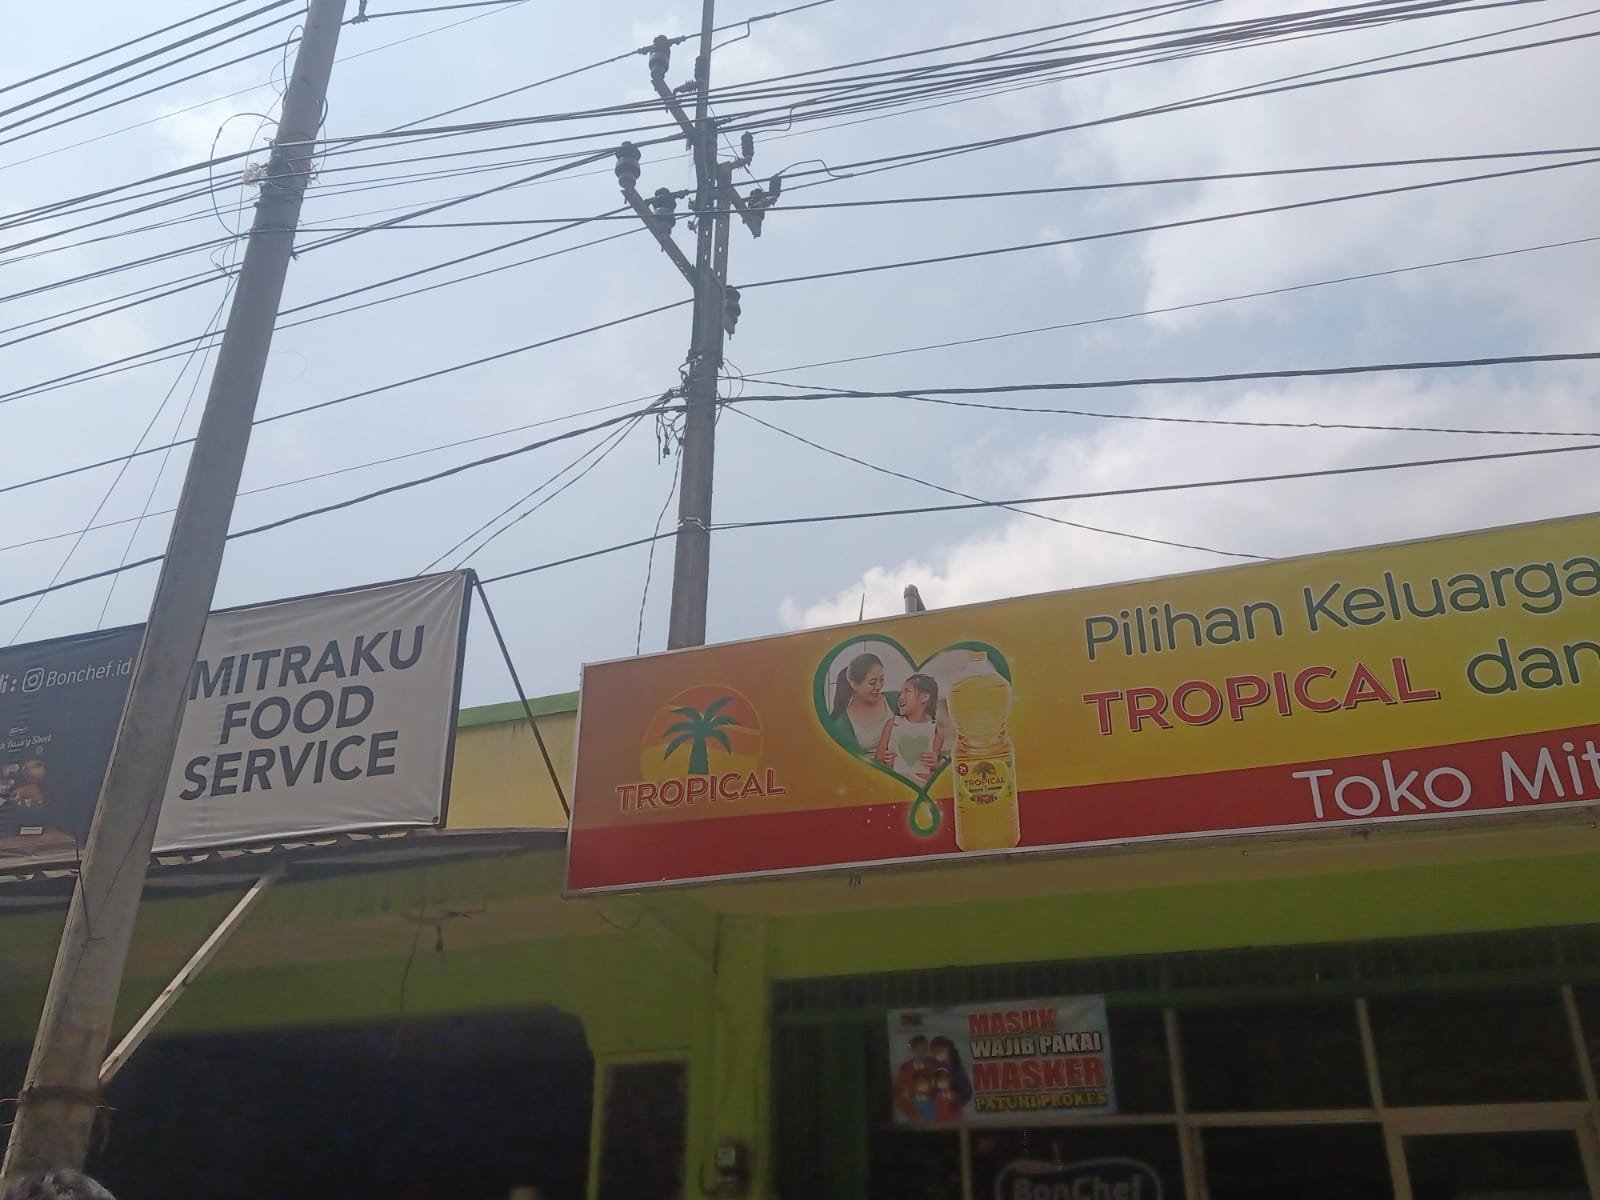 Bonchef.id
MITRAKU
FOOD
SERVICE
TROPICAL
TROPICAL
Pilihan Keluarga
TROPICAL dan
Toko
MASUK
WAJIB PAKAI
MASKER
PATUHI PROKES
BonChef